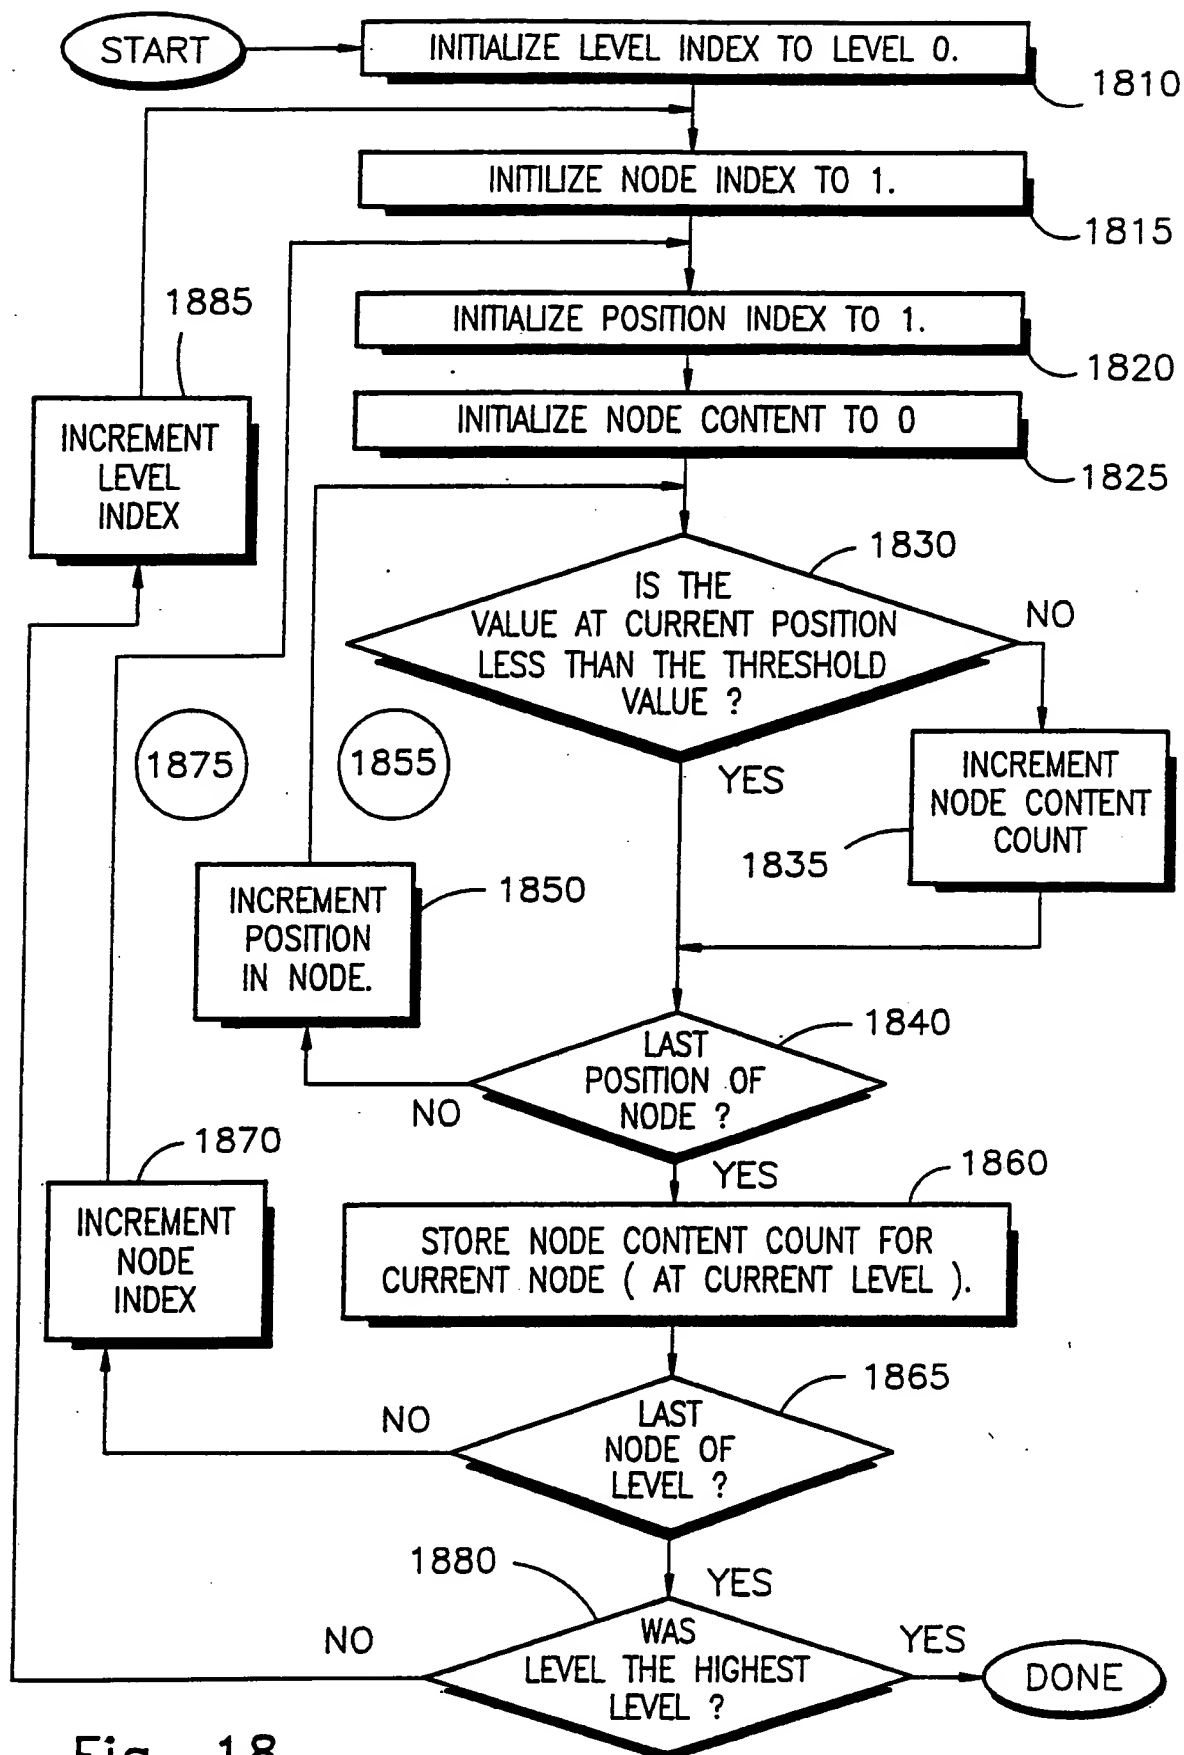 START
INITIALIZE LEVEL INDEX TO LEVEL 0.
1810
INITILIZE NODE INDEX TO 1.
1815
1885
INITIALIZE POSITION INDEX TO 1.
1820
INCREMENT
LEVEL
INDEX
INITIALIZE NODE CONTENT TO 0
1825
1830
IS THE
VALUE AT CURRENT POSITION
LESS THAN THE THRESHOLD
VALUE ?
NO
YES
1875
1855
INCREMENT
NODE CONTENT
COUNT
1835
INCREMENT
POSITION
IN NODE.
1850
1840
LAST
POSITION OF
NODE ?
NO
YES
1870
INCREMENT
NODE
INDEX
1860
STORE NODE CONTENT COUNT FOR
CURRENT NODE ( AT CURRENT LEVEL ).
1865
LAST
NODE OF
LEVEL ?
NO
YES
1880
WAS
LEVEL THE HIGHEST
LEVEL ?
NO
YES
DONE
Fig. 18